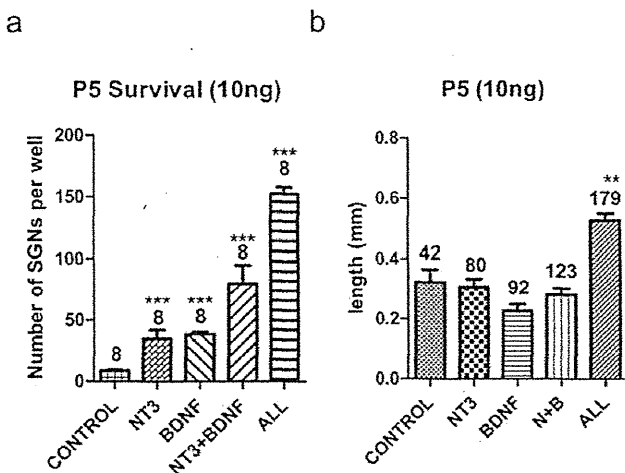 a
P5 Survival (10ng)
Number of SGNs per well
200
150
100
50
0
8
***
8
***
8
***
8
***
8
CONTROL
NT3
BDNF
NT3+BDNF
ALL
b
P5 (10ng)
length (mm)
0.8
0.6
0.4
0.2
0.0
42
80
92
123
**
179
CONTROL
NT3
BDNF
N+B
ALL